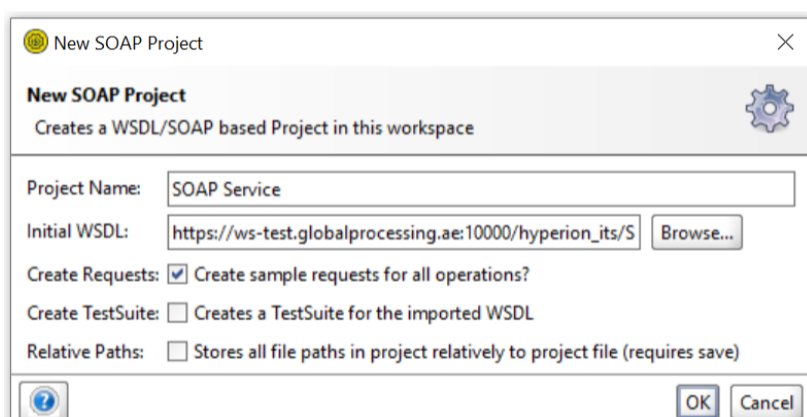 New SOAP Project
New SOAP Project
Creates a WSDL/SOAP based Project in this workspace
Project Name: SOAP Service
Initial WSDL: https://ws-test.globalprocessing.ae:10000/hyperion_its/S Browse...
Create Requests: Create sample requests for all operations?
Create TestSuite: Creates a TestSuite for the imported WSDL
Relative Paths: Stores all file paths in project relatively to project file (requires save)
? OK Cancel